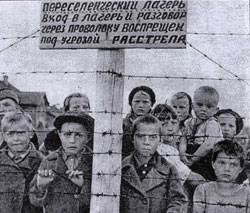 ПЕРЕСЕЛЕНЧЕСКИЙ ЛАГЕРЬ
ВХОД В ЛАГЕРЬ И РАЗГОВОР
ЧЕРЕЗ ПРОВОЛОКУ ВОСПРЕЩЕН
ПОД УГРОЗОЙ РАССТРЕЛА